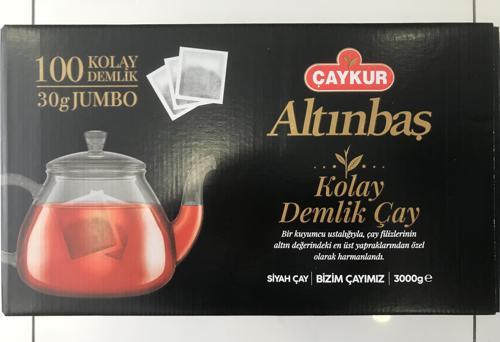 100 KOLAY
DEMLİK
30g JUMBO
ÇAYKUR
Altınbaş
Kolay
Demlik Çay
Bir kuyumcu ustalığıyla, çay filizlerinin
altın değerindeki en üst yapraklarından özel
olarak harmanlandı.
SİYAH ÇAY | BİZİM ÇAYIMIZ | 3000g℮